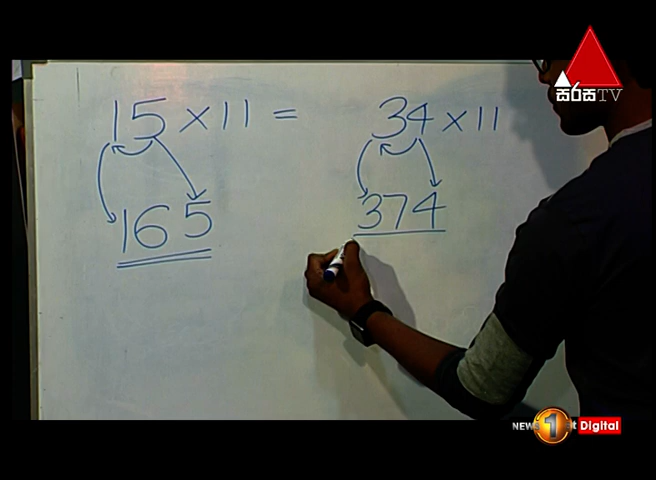 සිරස TV
15 × 11 =
34 × 11
165
374
NEWS 1st Digital